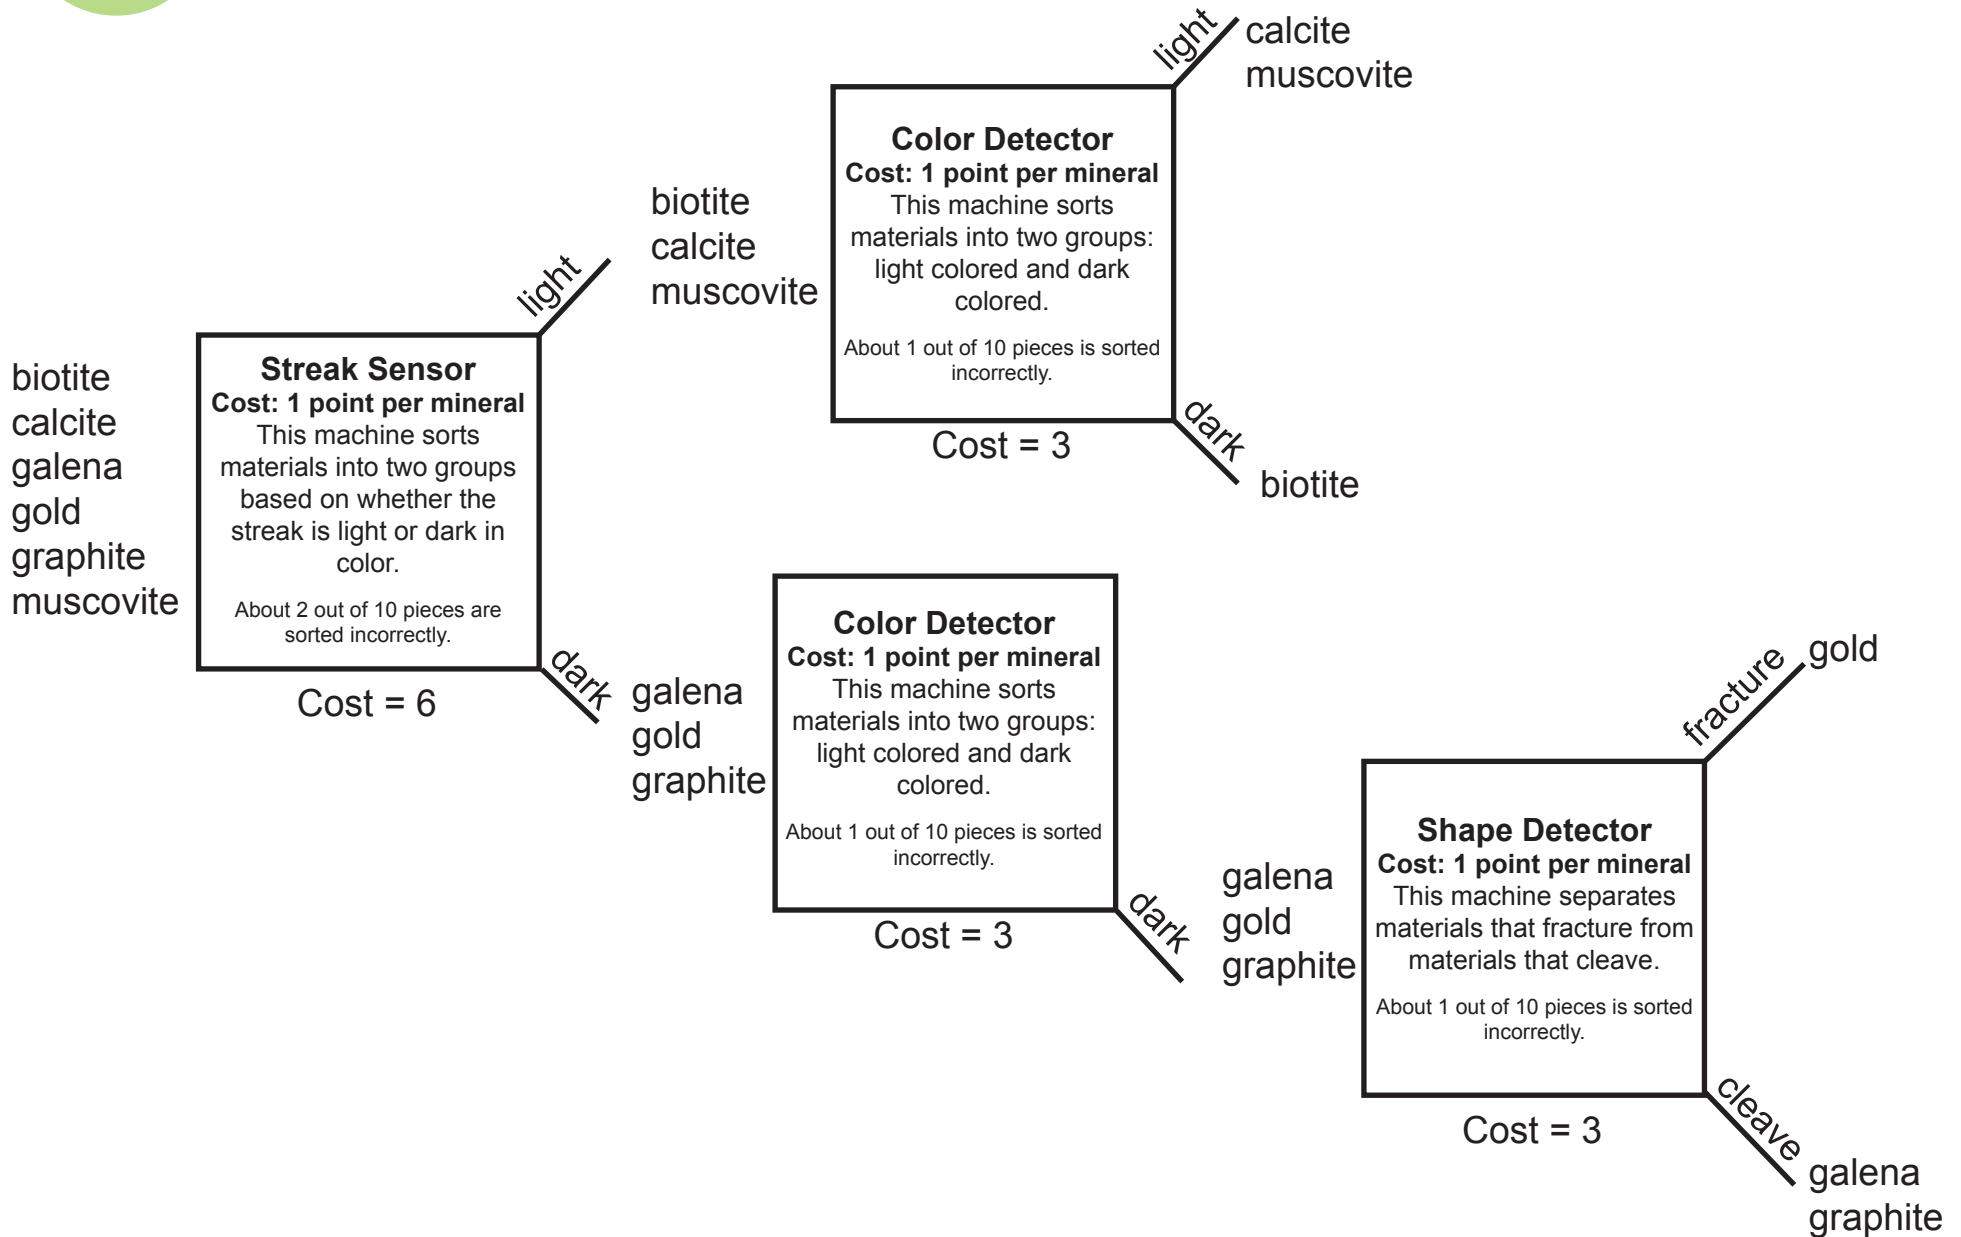 biotite
calcite
galena
gold
graphite
muscovite
Streak Sensor
Cost: 1 point per mineral
This machine sorts
materials into two groups
based on whether the
streak is light or dark in
color.
About 2 out of 10 pieces are
sorted incorrectly.
Cost = 6
light
biotite
calcite
muscovite
Color Detector
Cost: 1 point per mineral
This machine sorts
materials into two groups:
light colored and dark
colored.
About 1 out of 10 pieces is sorted
incorrectly.
Cost = 3
light
calcite
muscovite
dark
biotite
dark
galena
gold
graphite
Color Detector
Cost: 1 point per mineral
This machine sorts
materials into two groups:
light colored and dark
colored.
About 1 out of 10 pieces is sorted
incorrectly.
Cost = 3
dark
galena
gold
graphite
Shape Detector
Cost: 1 point per mineral
This machine separates
materials that fracture from
materials that cleave.
About 1 out of 10 pieces is sorted
incorrectly.
Cost = 3
fracture
gold
cleave
galena
graphite